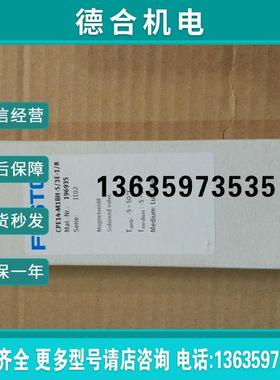 德合机电
信经营
后保障
货秒发
保一年
FESTO
CPE14-M1BH-5/3E-1/8
Mat.Nr.: 196935
Serie: J102
Magnetventil
Solenoid valve
Medium: Lu
13635973535
齐全 更多型号请店咨询 电话:1363597